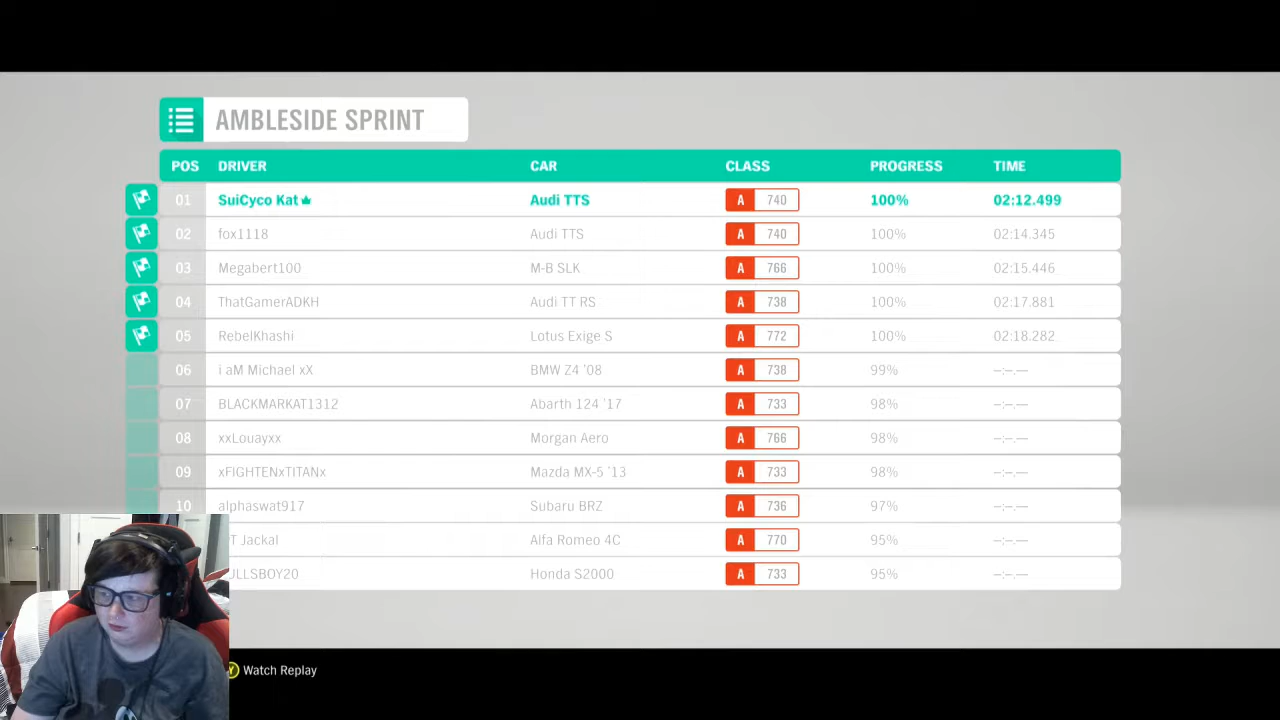 AMBLESIDE SPRINT
POS DRIVER CAR CLASS PROGRESS TIME
01 SuiCyco Kat Audi TTS A 740 100% 02:12.499
02 fox1118 Audi TTS A 740 100% 02:14.345
03 Megabert100 M-B SLK A 766 100% 02:15.446
04 ThatGamerADKH Audi TT RS A 738 100% 02:17.881
05 RebelKhashi Lotus Exige S A 772 100% 02:18.282
06 i aM Michael xX BMW Z4 '08 A 738 99% --:--.---
07 BLACKMARKAT1312 Abarth 124 '17 A 733 98% --:--.---
08 xxLouayxx Morgan Aero A 766 98% --:--.---
09 xFiGHTENxTiTANx Mazda MX-5 '13 A 733 98% --:--.---
10 alphaswat917 Subaru BRZ A 736 97% --:--.---
Jackal Alfa Romeo 4C A 770 95% --:--.---
Honda S2000 A 733 95% --:--.---
Y Watch Replay